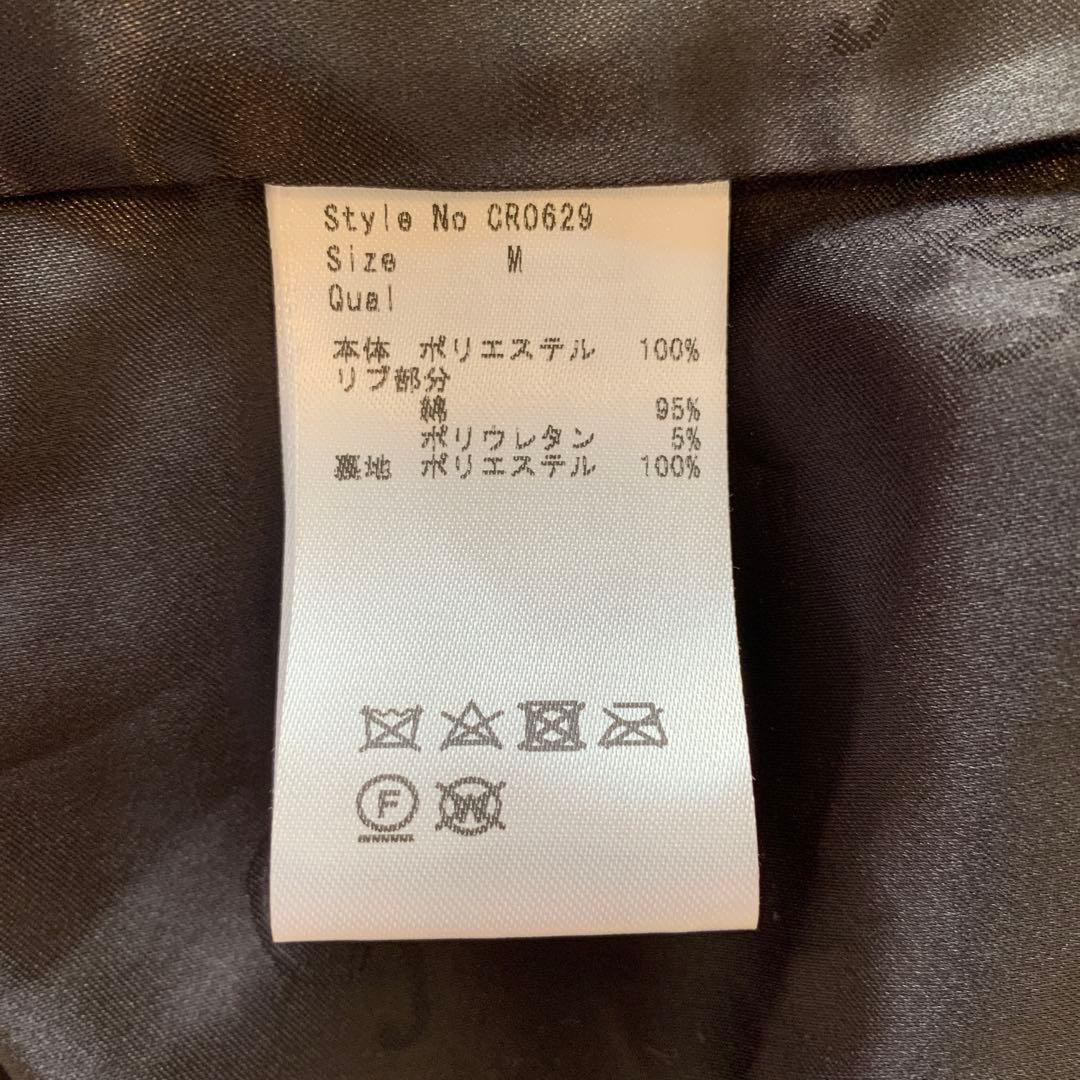 Style No CR0629
Size M
Qual
本体 ポリエステル 100%
リブ部分
綿 95%
ポリウレタン 5%
裏地 ポリエステル 100%
F W